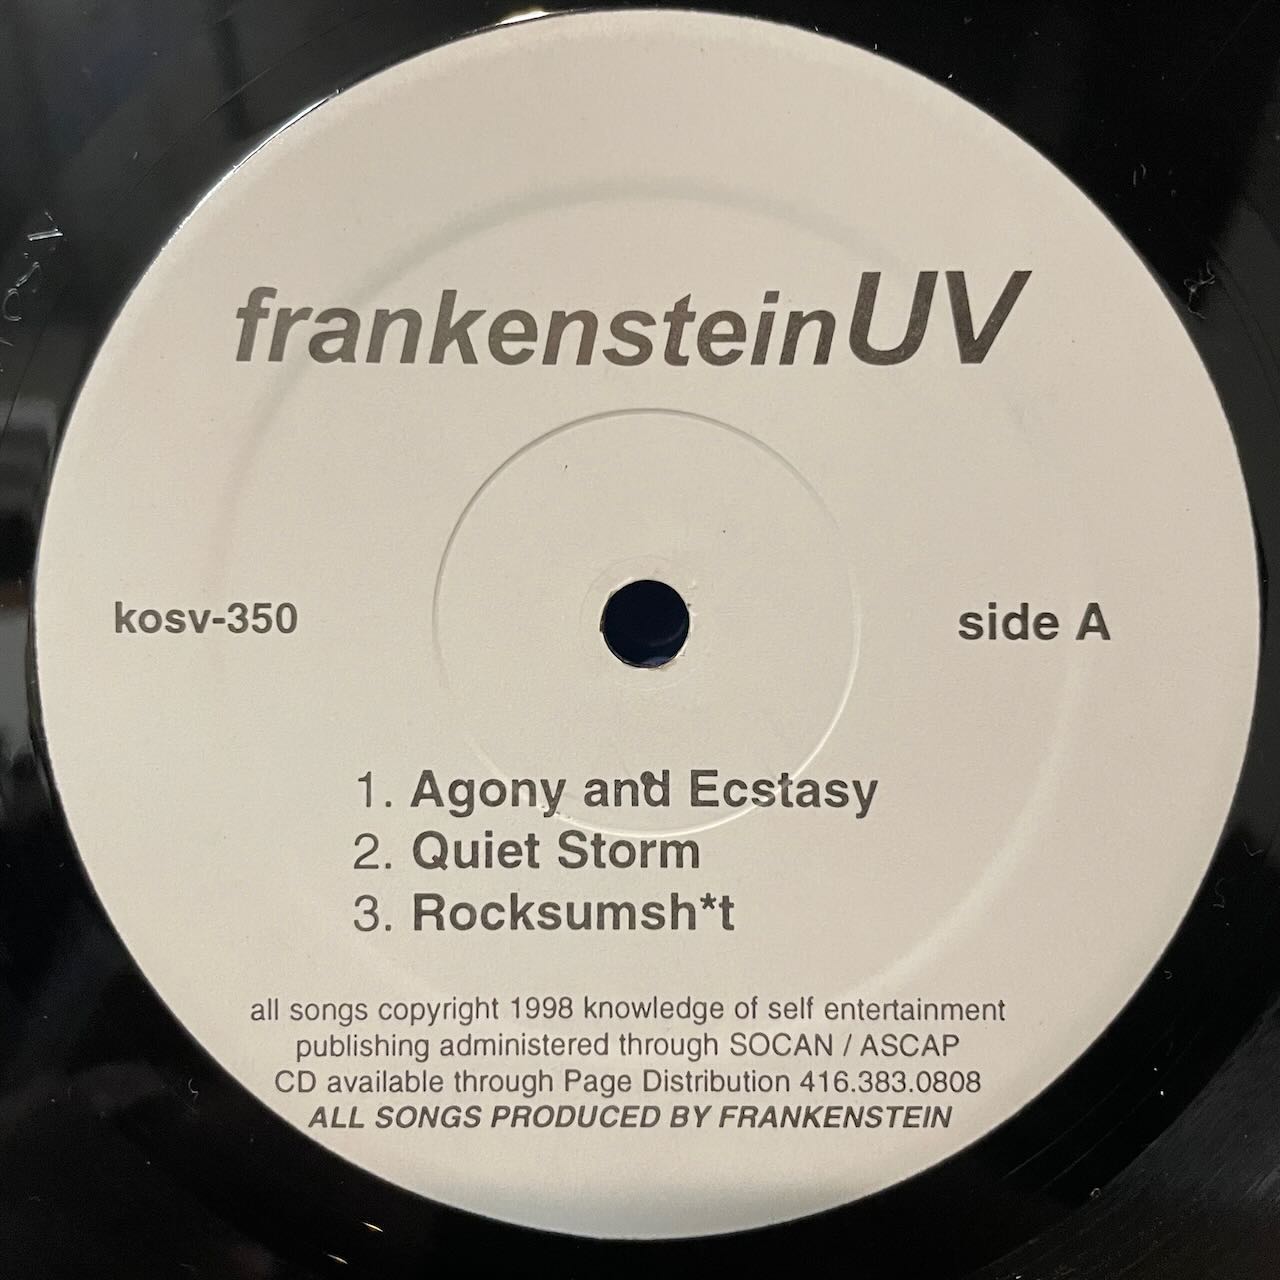 frankensteinUV
kosv-350
side A
1. Agony and Ecstasy
2. Quiet Storm
3. Rocksumsh*t
all songs copyright 1998 knowledge of self entertainment
publishing administered through SOCAN / ASCAP
CD available through Page Distribution 416.383.0808
ALL SONGS PRODUCED BY FRANKENSTEIN